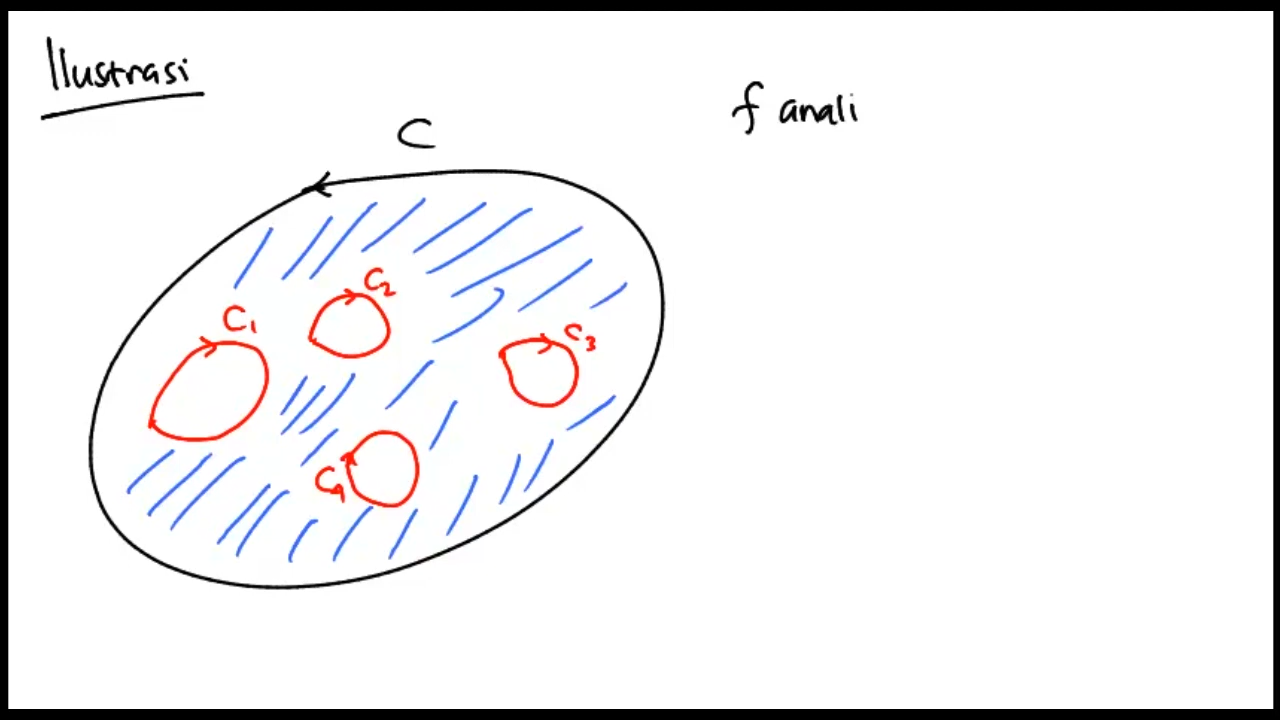 Ilustrasi
f anali
C
C₂
C₁
C₃
C₄